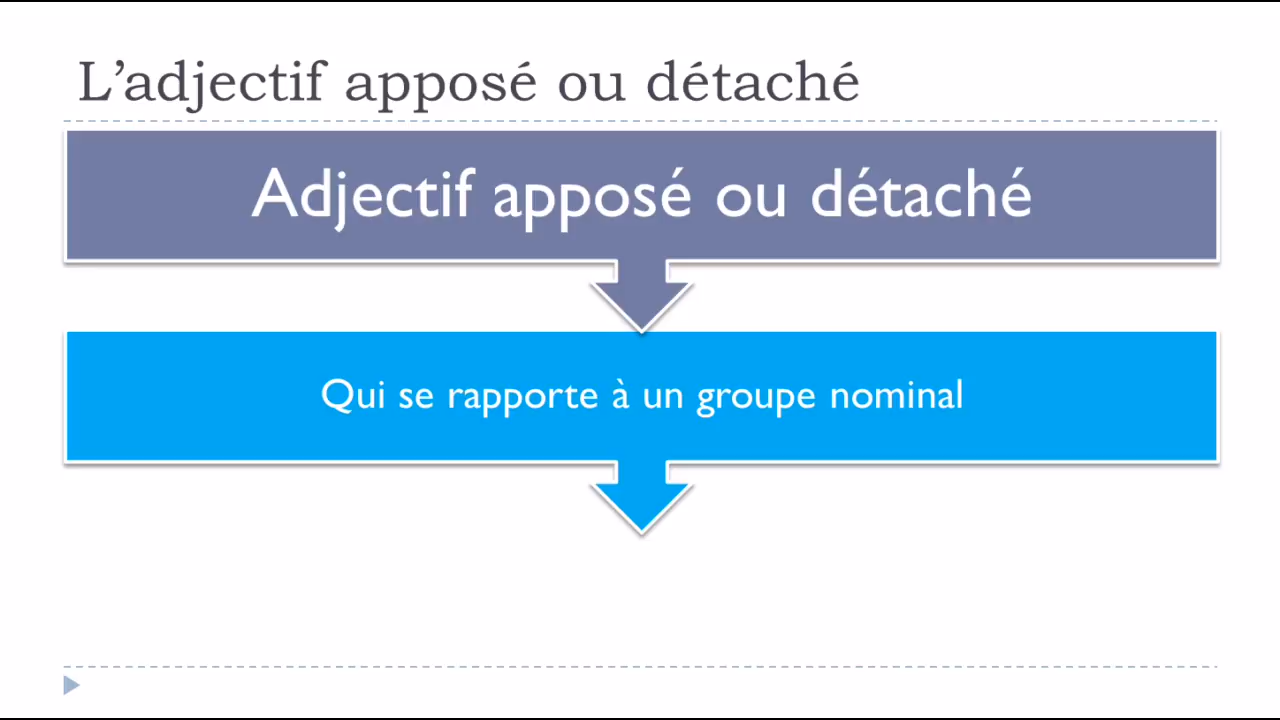 L’adjectif apposé ou détaché
Adjectif apposé ou détaché
Qui se rapporte à un groupe nominal